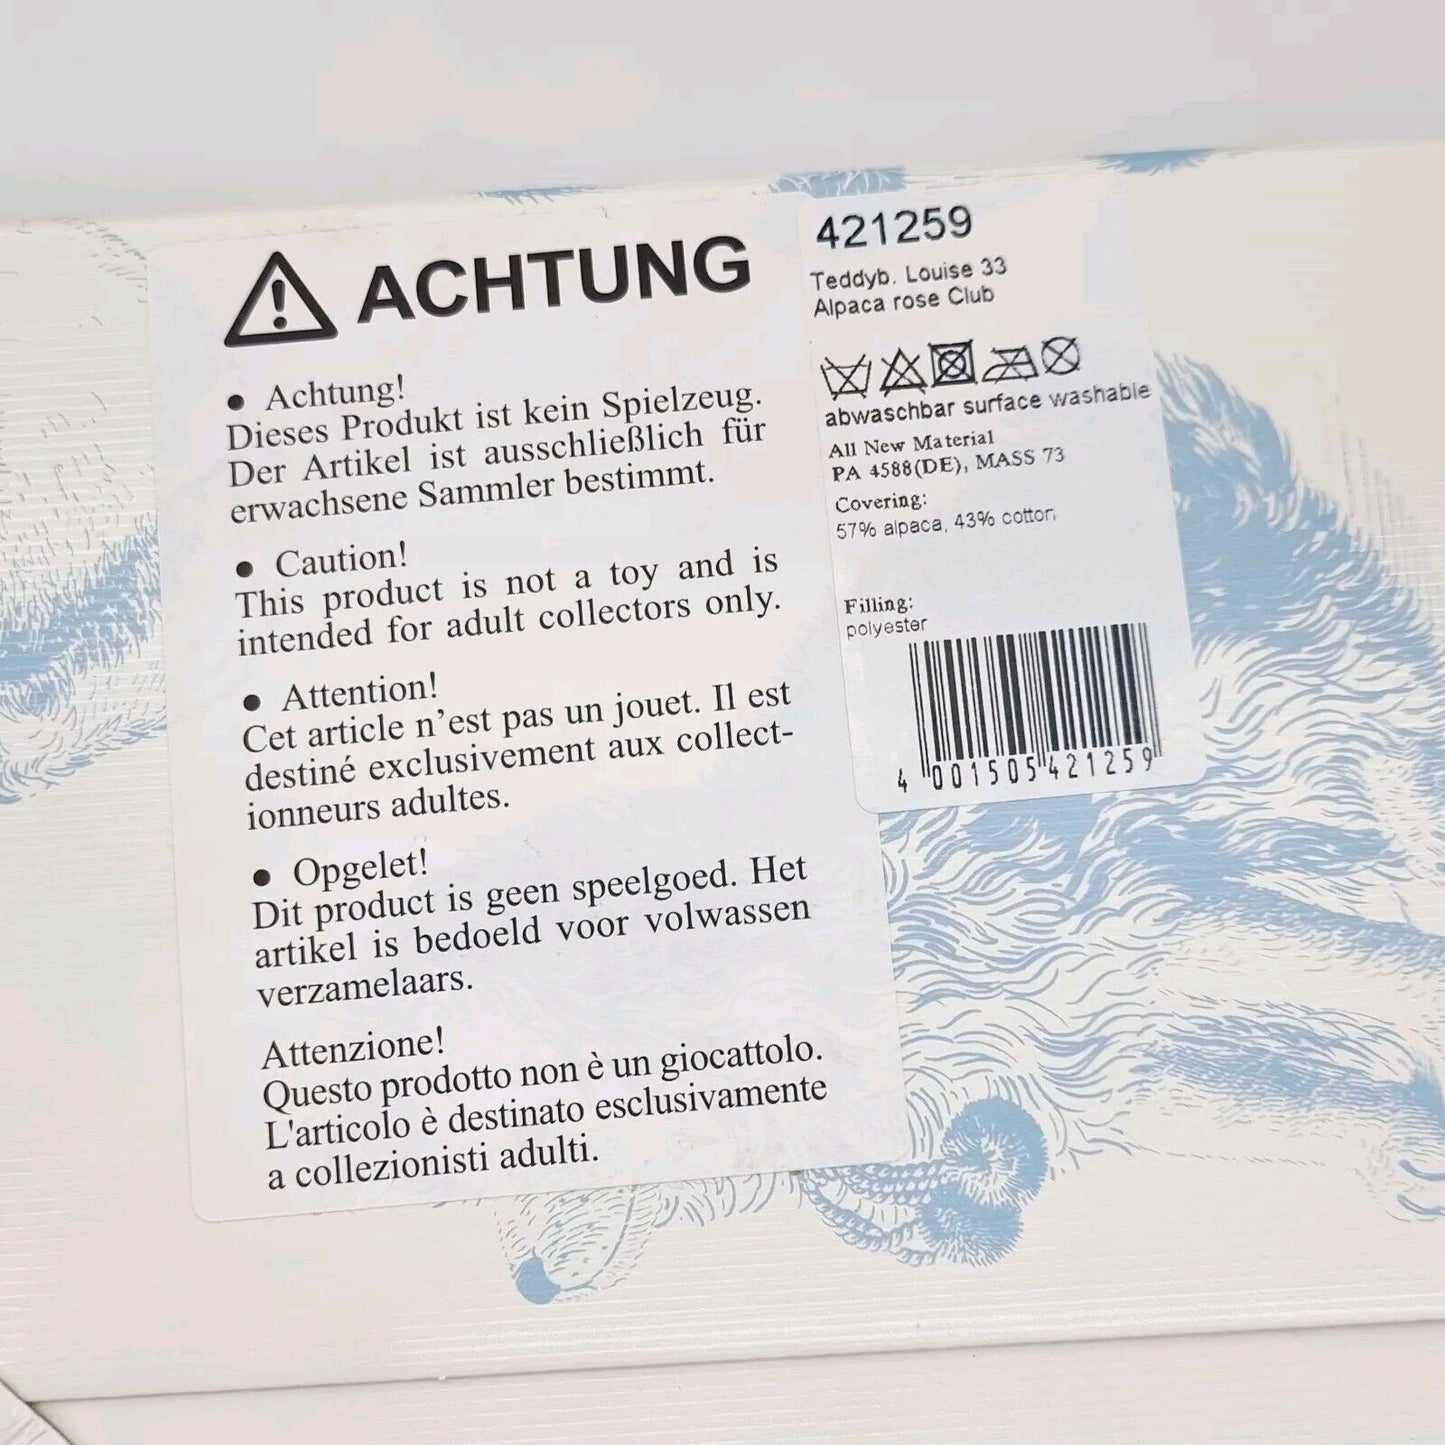 ACHTUNG
• Achtung!
Dieses Produkt ist kein Spielzeug.
Der Artikel ist ausschließlich für
erwachsene Sammler bestimmt.
• Caution!
This product is not a toy and is
intended for adult collectors only.
• Attention!
Cet article n'est pas un jouet. Il est
destiné exclusivement aux collect-
ionneurs adultes.
• Opgelet!
Dit product is geen speelgoed. Het
artikel is bedoeld voor volwassen
verzamelaars.
Attenzione!
Questo prodotto non è un giocattolo.
L'articolo è destinato esclusivamente
a collezionisti adulti.
421259
Teddyb. Louise 33
Alpaca rose Club
abwaschbar surface washable
All New Material
PA 4588(DE), MASS 73
Covering:
57% alpaca, 43% cotton,
Filling:
polyester
4 001505 421259